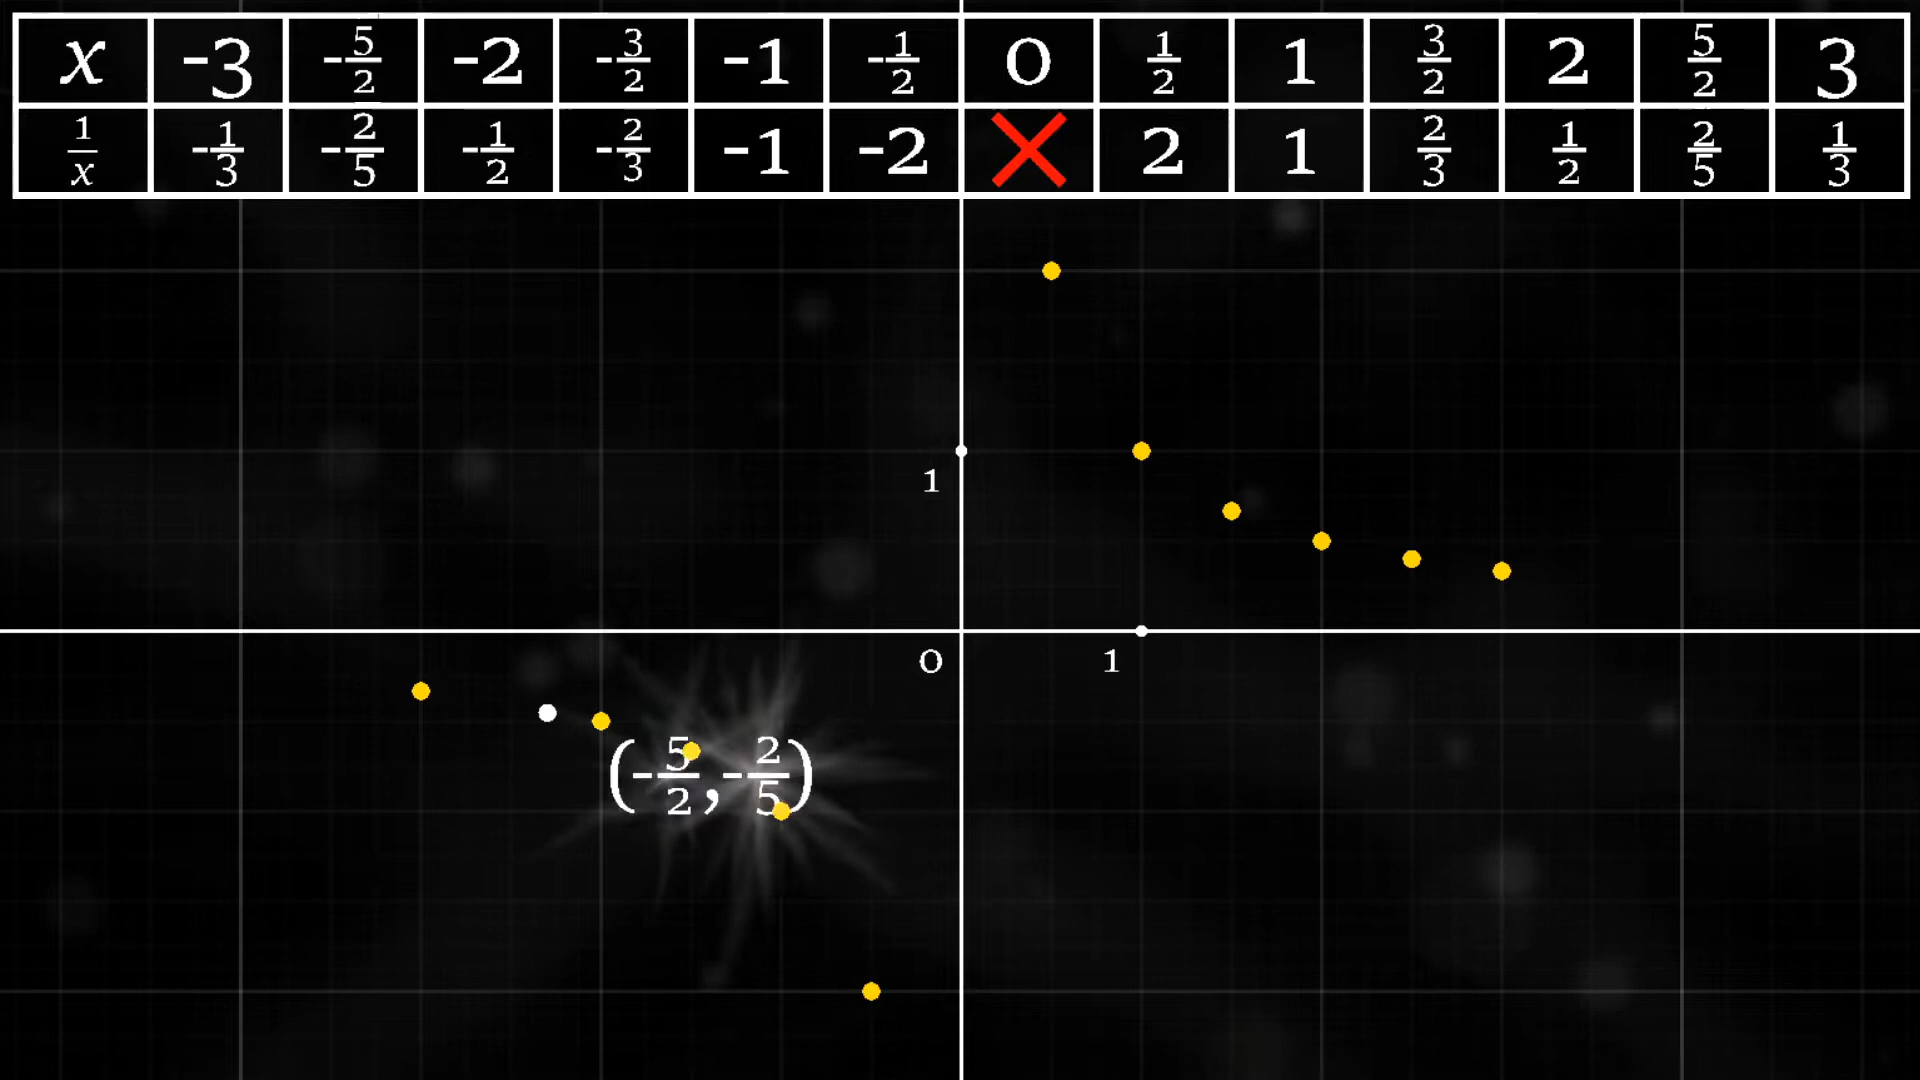 x -3 -5/2 -2 -3/2 -1 -1/2 0 1/2 1 3/2 2 5/2 3
1/x -1/3 -2/5 -1/2 -2/3 -1 -2 2 1 2/3 1/2 2/5 1/3
1
0 1
(-5/2, -2/5)